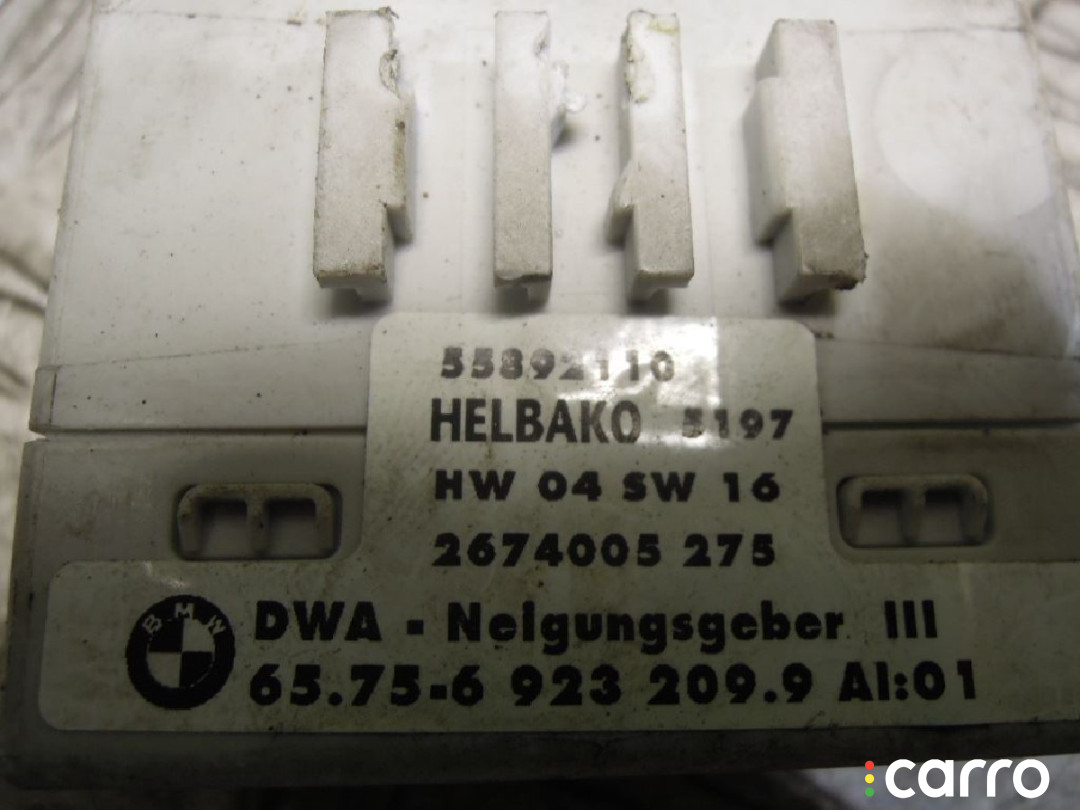 55892110
HELBAKO 5197
HW 04 SW 16
2674005 275
BMW
DWA - Neigungsgeber III
65.75-6 923 209.9 AI:01
carro